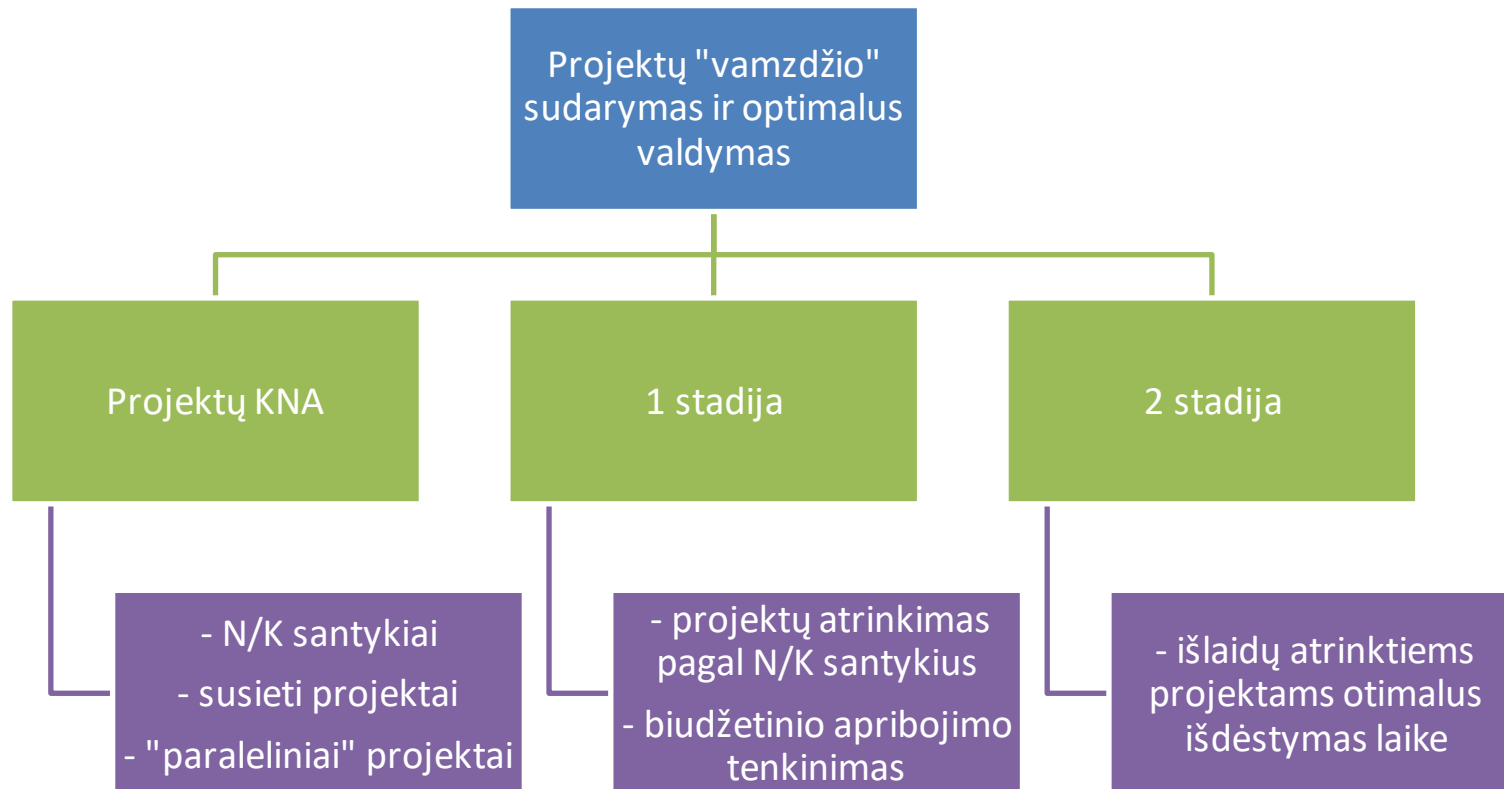 Projektų "vamzdžio"
sudarymas ir optimalus
valdymas
Projektų KNA
1 stadija
2 stadija
- N/K santykiai
- susieti projektai
- "paraleliniai" projektai
- projektų atrinkimas
pagal N/K santykius
- biudžetinio apribojimo
tenkinimas
- išlaidų atrinktiems
projektams otimalus
išdėstymas laike